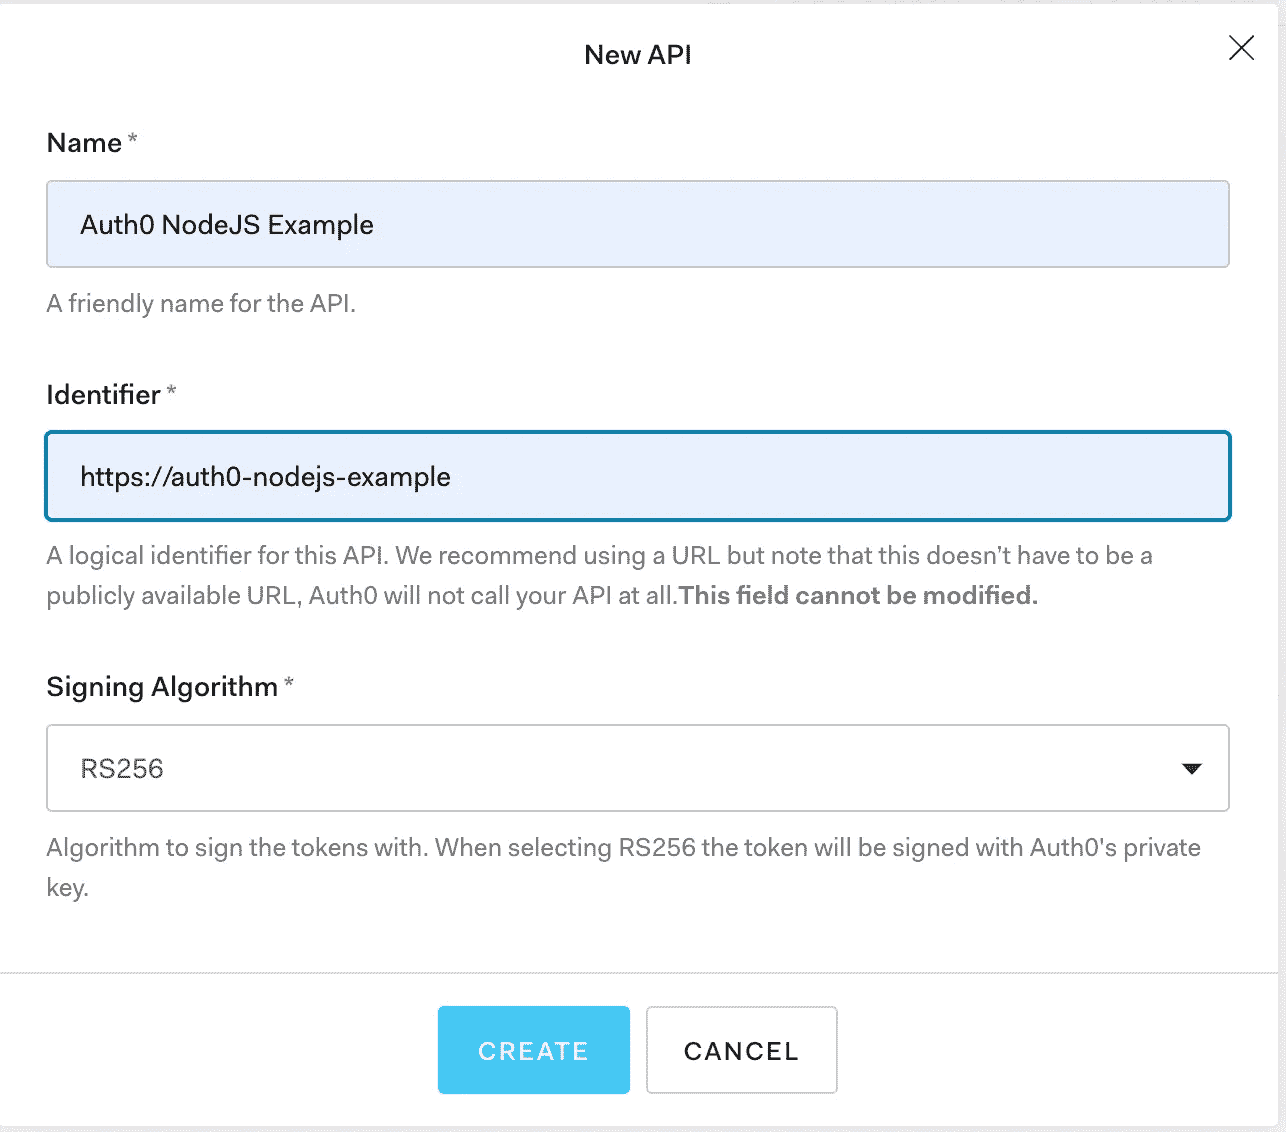 New API
Name *
Auth0 NodeJS Example
A friendly name for the API.
Identifier *
https://auth0-nodejs-example
A logical identifier for this API. We recommend using a URL but note that this doesn’t have to be a
publicly available URL, Auth0 will not call your API at all.This field cannot be modified.
Signing Algorithm *
RS256
Algorithm to sign the tokens with. When selecting RS256 the token will be signed with Auth0's private
key.
CREATE CANCEL